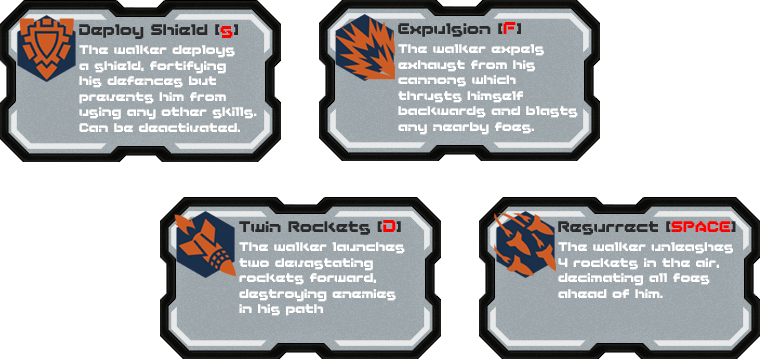 Deploy Shield [s]
The walker deploys
a shield, fortifying
his defences but
prevents him from
using any other skills.
Can be deactivated.
Expulsion [F]
The walker expels
exhaust from his
cannons which
thrusts himself
backwards and blasts
any nearby foes.
Twin Rockets [D]
The walker launches
two devastating
rockets forward,
destroying enemies
in his path
Resurrect [SPACE]
The walker unleashes
4 rockets in the air,
decimating all foes
ahead of him.